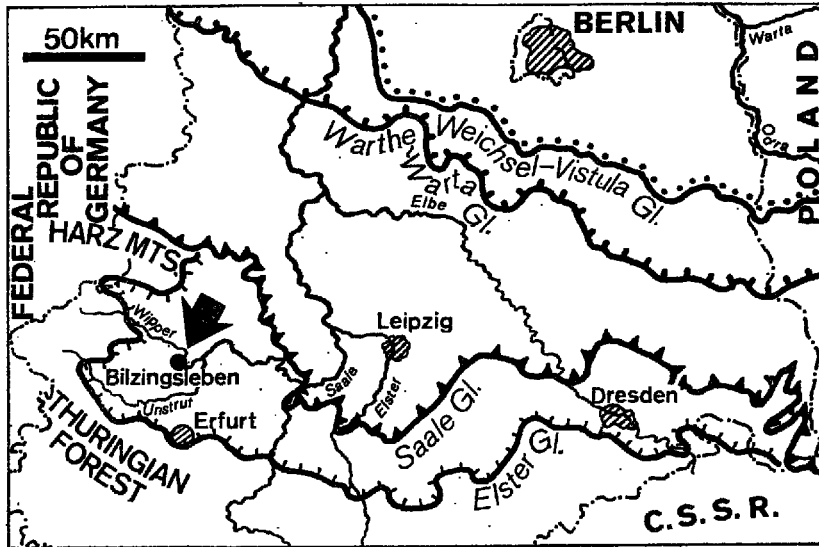 50km
BERLIN
Warta
Odra
POLAND
FEDERAL
REPUBLIC
OF
GERMANY
Warthe
Warta
Gl.
Weichsel-Vistula Gl.
Elbe
HARZ MTS.
Wipper
Bilzingsleben
Unstrut
Erfurt
THURINGIAN
FOREST
Leipzig
Saale
Elster
Saale Gl.
Elster Gl.
Dresden
C.S.S.R.